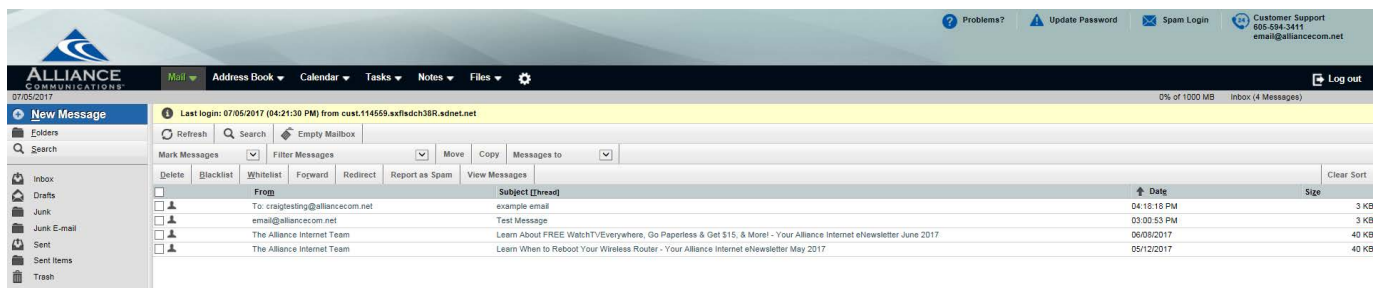 Problems? Update Password Spam Login Customer Support
605-594-3411
email@alliancecom.net
ALLIANCE
COMMUNICATIONS
Mail Address Book Calendar Tasks Notes Files Log out
07/05/2017 0% of 1000 MB Inbox (4 Messages)
New Message
Folders
Search
Inbox
Drafts
Junk
Junk E-mail
Sent
Sent Items
Trash
Last login: 07/05/2017 (04:21:30 PM) from cust.114559.sxflsdch38R.sdnet.net
Refresh Search Empty Mailbox
Mark Messages Filter Messages Move Copy Messages to
Delete Blacklist Whitelist Forward Redirect Report as Spam View Messages Clear Sort
From Subject [Thread] Date Size
To: craigtesting@alliancecom.net example email 04:18:18 PM 3 KB
email@alliancecom.net Test Message 03:00:53 PM 3 KB
The Alliance Internet Team Learn About FREE WatchTVEverywhere, Go Paperless & Get $15, & More! - Your Alliance Internet eNewsletter June 2017 06/08/2017 40 KB
The Alliance Internet Team Learn When to Reboot Your Wireless Router - Your Alliance Internet eNewsletter May 2017 05/12/2017 40 KB